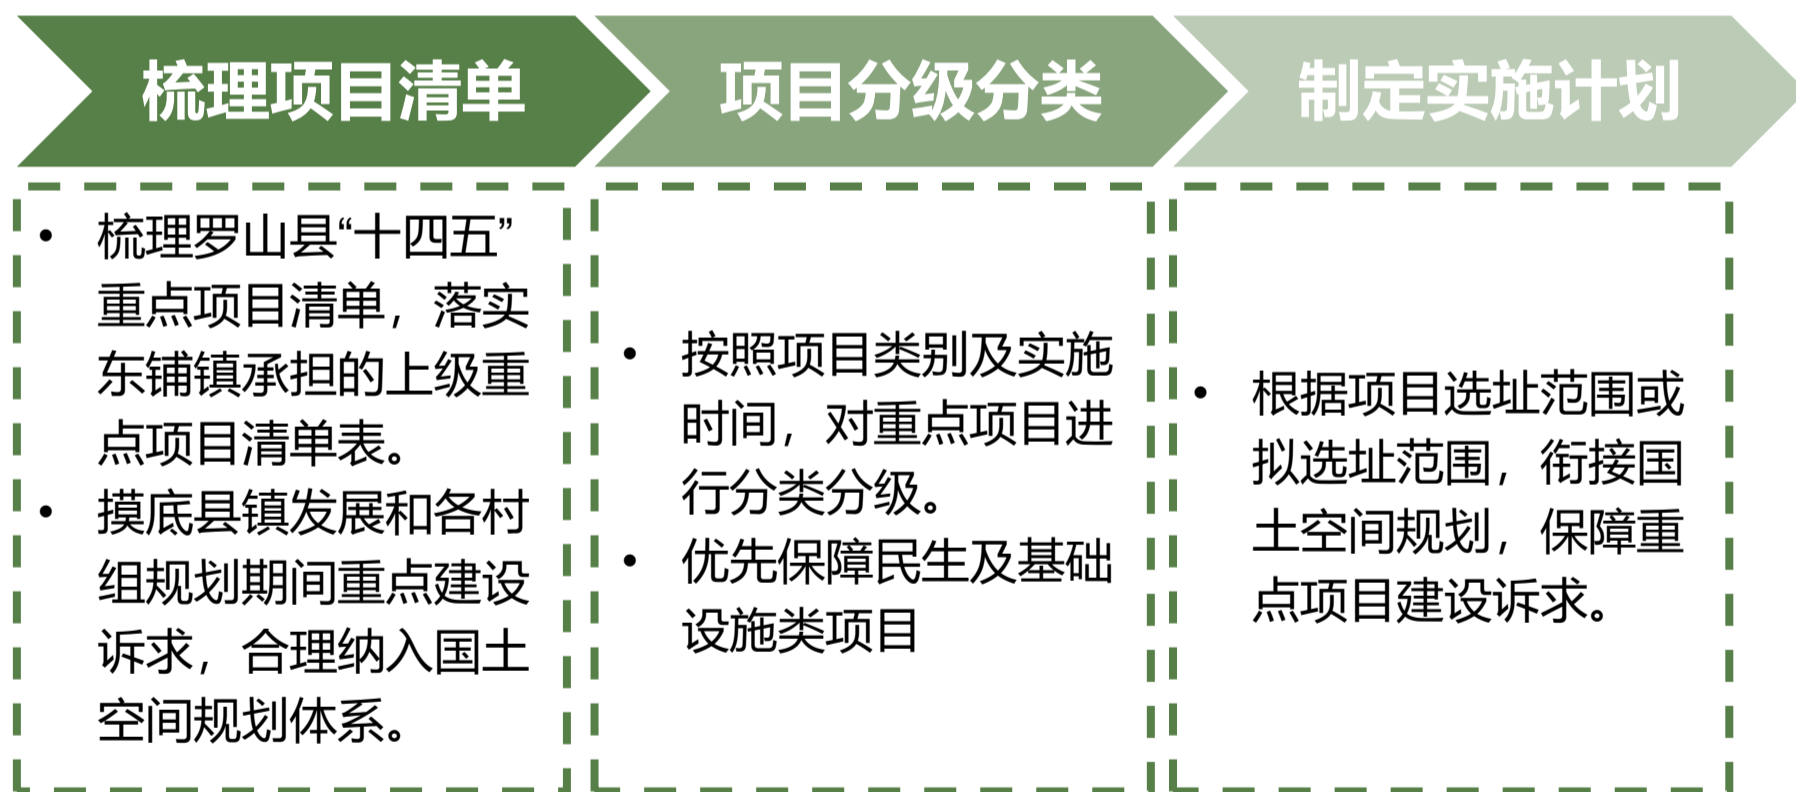 梳理项目清单
项目分级分类
制定实施计划
• 梳理罗山县“十四五”
重点项目清单，落实
东铺镇承担的上级重
点项目清单表。
• 摸底县镇发展和各村
组规划期间重点建设
诉求，合理纳入国土
空间规划体系。
• 按照项目类别及实施
时间，对重点项目进
行分类分级。
• 优先保障民生及基础
设施类项目
• 根据项目选址范围或
拟选址范围，衔接国
土空间规划，保障重
点项目建设诉求。